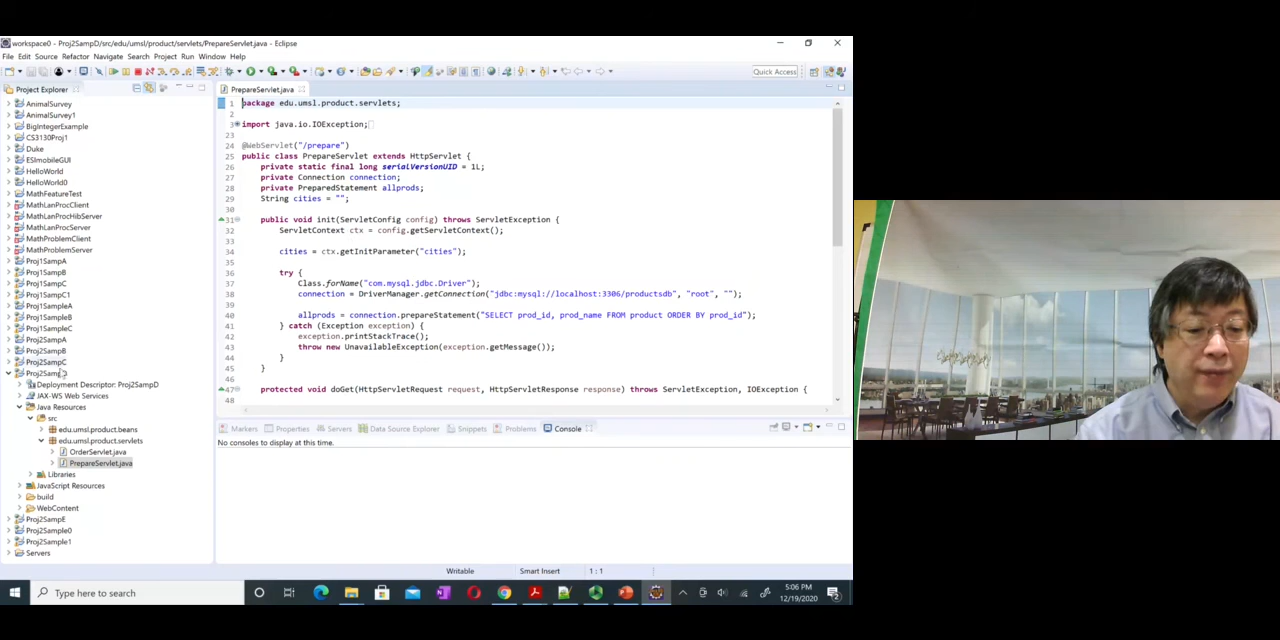 workspace0 - Proj2SampD/src/edu/umsl/product/servlets/PrepareServlet.java - Eclipse
File Edit Source Refactor Navigate Search Project Run Window Help
Quick Access
Project Explorer
AnimalSurvey
AnimalSurvey1
BigIntegerExample
CS3130Proj1
Duke
ESImobileGUI
HelloWorld
HelloWorld0
MathFeatureTest
MathLanProcClient
MathLanProcHibServer
MathLanProcServer
MathProblemClient
MathProblemServer
Proj1SampA
Proj1SampB
Proj1SampC
Proj1SampC1
Proj1SampleA
Proj1SampleB
Proj1SampleC
Proj2SampA
Proj2SampB
Proj2SampC
Proj2SampD
Deployment Descriptor: Proj2SampD
JAX-WS Web Services
Java Resources
src
edu.umsl.product.beans
edu.umsl.product.servlets
OrderServlet.java
PrepareServlet.java
Libraries
JavaScript Resources
build
WebContent
Proj2SampE
Proj2Sample0
Proj2Sample1
Servers
PrepareServlet.java
1 package edu.umsl.product.servlets;
2
3 import java.io.IOException;
23
24 @WebServlet("/prepare")
25 public class PrepareServlet extends HttpServlet {
26 private static final long serialVersionUID = 1L;
27 private Connection connection;
28 private PreparedStatement allprods;
29 String cities = "";
30
31 public void init(ServletConfig config) throws ServletException {
32 ServletContext ctx = config.getServletContext();
33
34 cities = ctx.getInitParameter("cities");
35
36 try {
37 Class.forName("com.mysql.jdbc.Driver");
38 connection = DriverManager.getConnection("jdbc:mysql://localhost:3306/productsdb", "root", "");
39
40 allprods = connection.prepareStatement("SELECT prod_id, prod_name FROM product ORDER BY prod_id");
41 } catch (Exception exception) {
42 exception.printStackTrace();
43 throw new UnavailableException(exception.getMessage());
44 }
45 }
46
47 protected void doGet(HttpServletRequest request, HttpServletResponse response) throws ServletException, IOException {
48
Markers Properties Servers Data Source Explorer Snippets Problems Console
No consoles to display at this time.
Writable Smart Insert 1 : 1
Type here to search
5:06 PM
12/19/2020
2